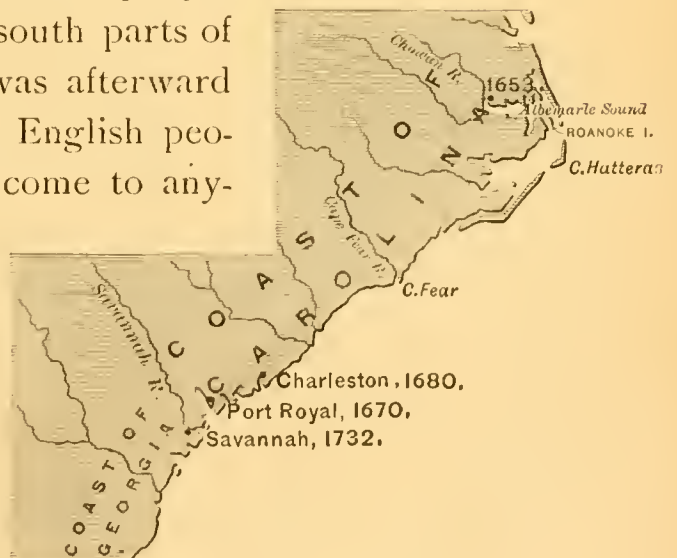 south parts of
was afterward
English peo-
come to any-
Chowan R.
1653.
Albemarle Sound
ROANOKE I.
C. Hatteras
COAST OF
CAROLINA
Cape Fear R.
C. Fear
Savannah R.
Charleston, 1680.
Port Royal, 1670.
Savannah, 1732.
COAST OF
GEORGIA